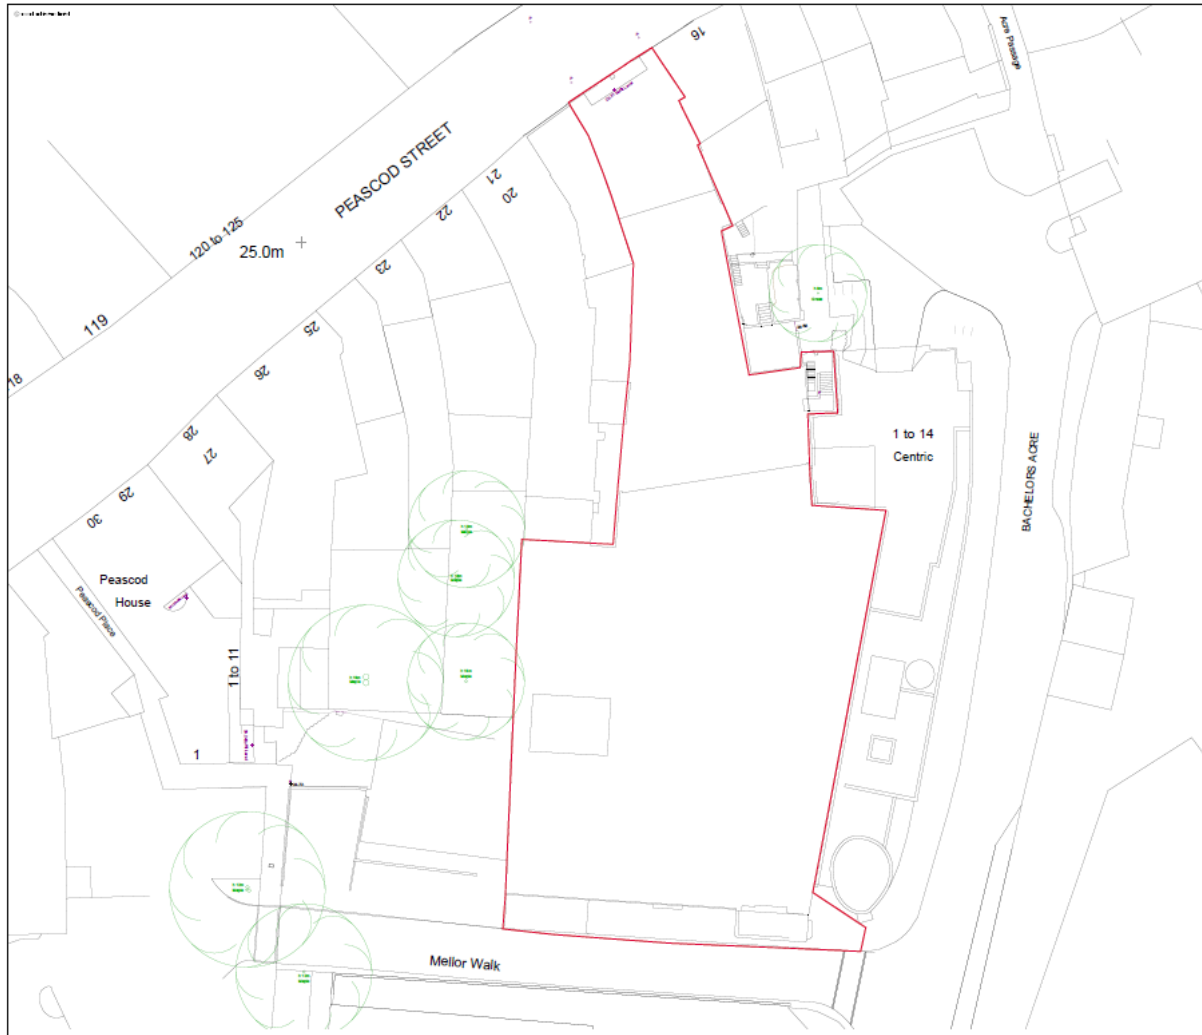 16
Acre Passage
PEASCOD STREET
21
20
22
120 to 125
25.0m
23
119
25
26
28
27
29
30
1 to 14
Centric
BACHELORS ACRE
Peascod
House
Peascod Place
1 to 11
1
Mellor Walk